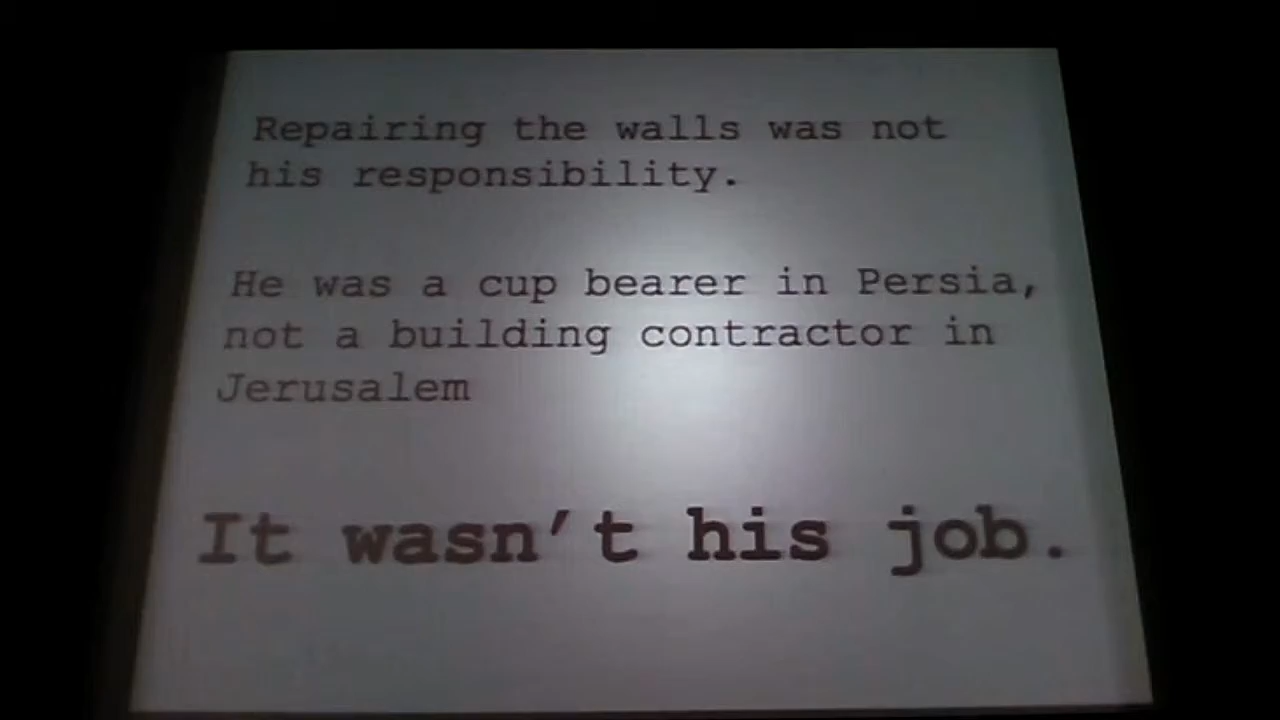 Repairing the walls was not
his responsibility.
He was a cup bearer in Persia,
not a building contractor in
Jerusalem
It wasn't his job.